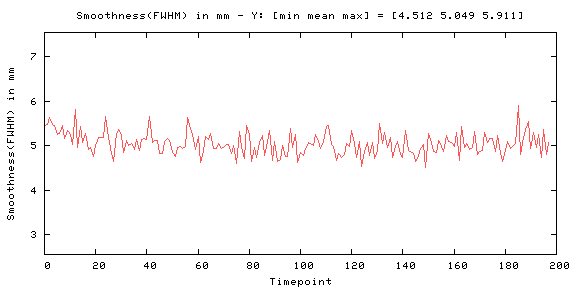 Smoothness(FWHM) in mm - Y: [min mean max] = [4.512 5.049 5.911]
7
6
5
4
3
Smoothness(FWHM) in mm
0 20 40 60 80 100 120 140 160 180 200
Timepoint